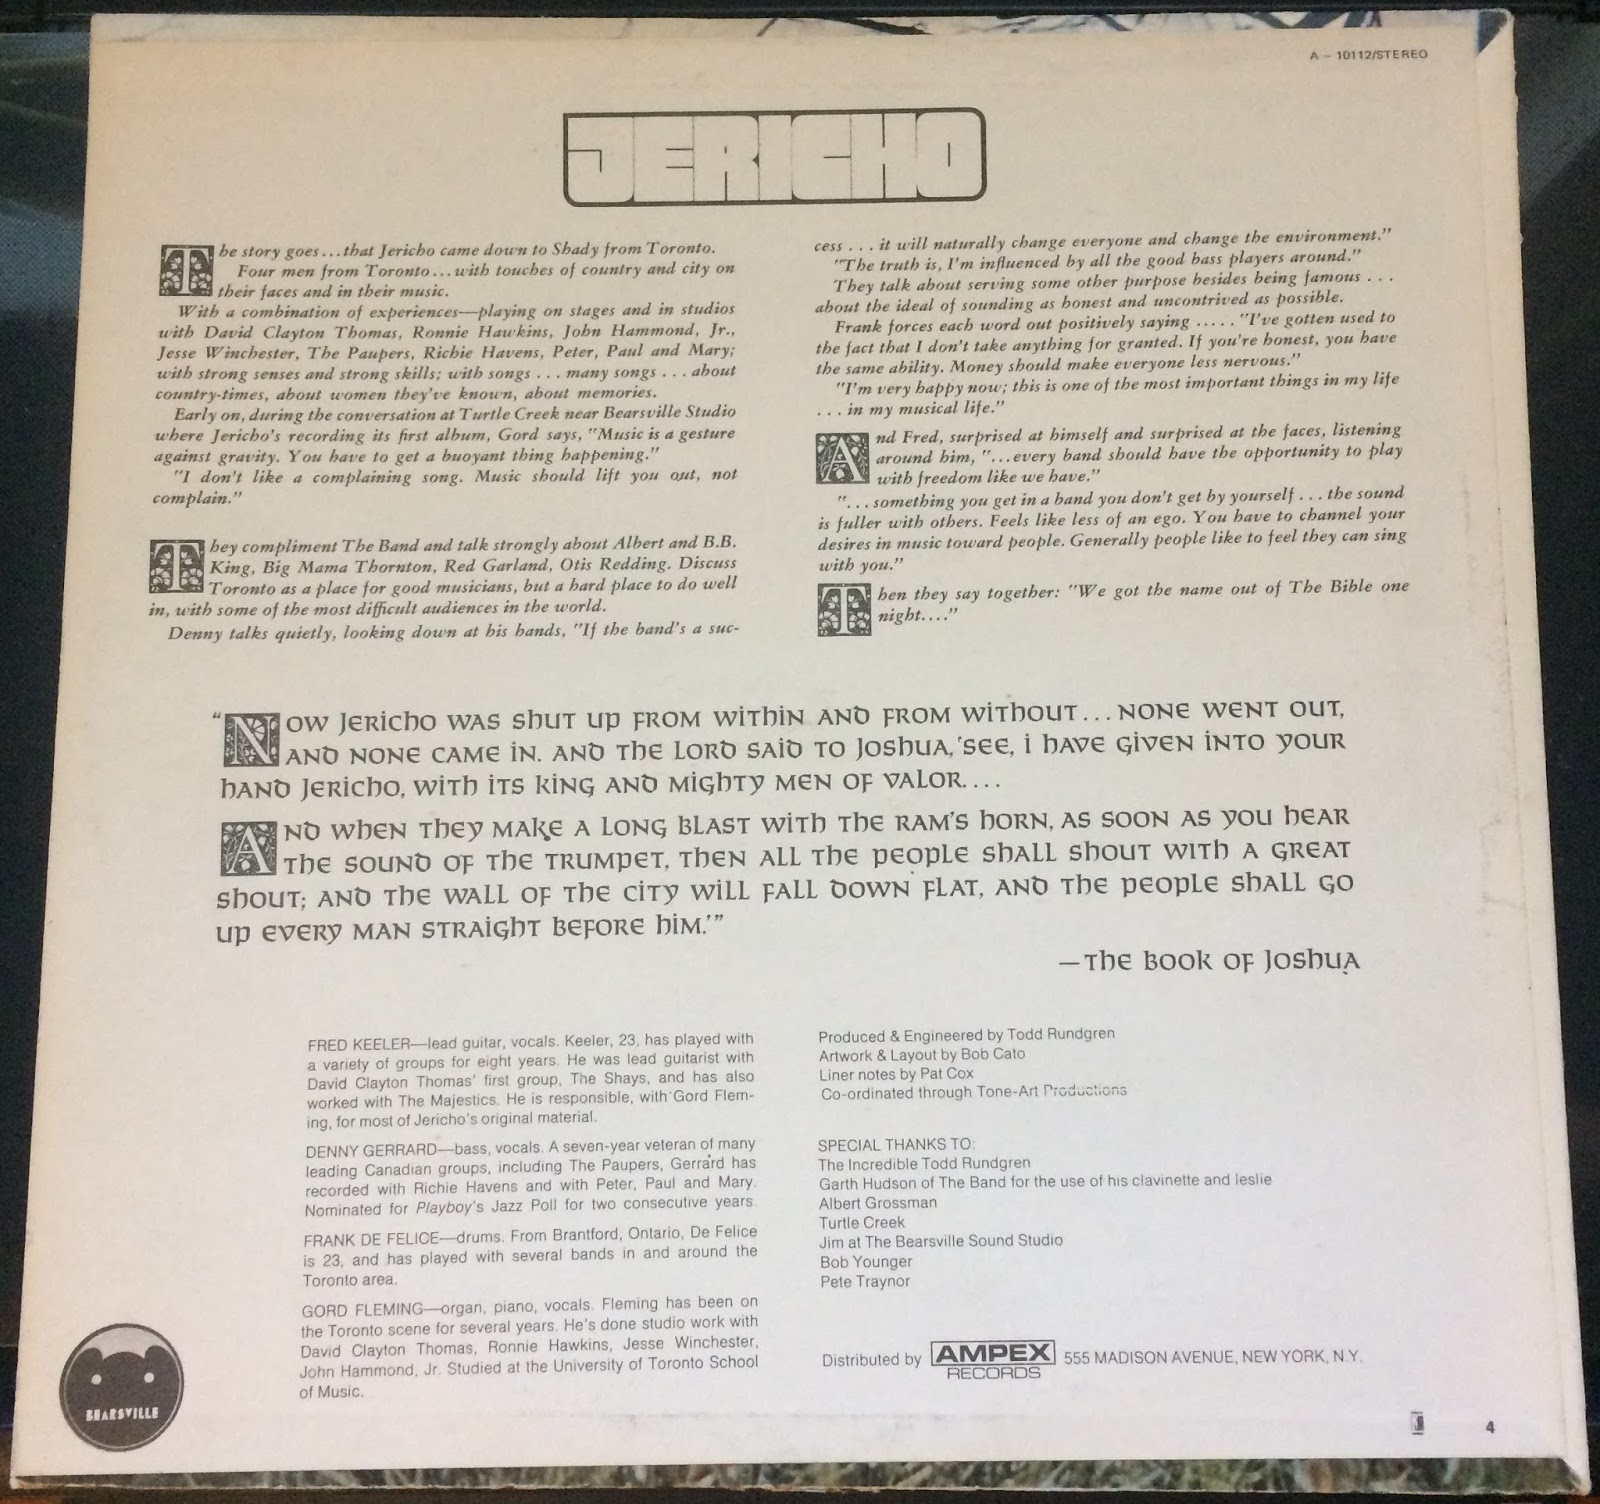 A – 10112/STEREO
JERICHO
The story goes...that Jericho came down to Shady from Toronto.
Four men from Toronto...with touches of country and city on
their faces and in their music.
With a combination of experiences—playing on stages and in studios
with David Clayton Thomas, Ronnie Hawkins, John Hammond, Jr.,
Jesse Winchester, The Paupers, Richie Havens, Peter, Paul and Mary;
with strong senses and strong skills; with songs . . . many songs . . . about
country-times, about women they've known, about memories.
Early on, during the conversation at Turtle Creek near Bearsville Studio
where Jericho's recording its first album, Gord says, "Music is a gesture
against gravity. You have to get a buoyant thing happening."
"I don't like a complaining song. Music should lift you out, not
complain."
They compliment The Band and talk strongly about Albert and B.B.
King, Big Mama Thornton, Red Garland, Otis Redding. Discuss
Toronto as a place for good musicians, but a hard place to do well
in, with some of the most difficult audiences in the world.
Denny talks quietly, looking down at his hands, "If the band's a suc-
cess . . . it will naturally change everyone and change the environment."
"The truth is, I'm influenced by all the good bass players around."
They talk about serving some other purpose besides being famous . . .
about the ideal of sounding as honest and uncontrived as possible.
Frank forces each word out positively saying ..... "I've gotten used to
the fact that I don't take anything for granted. If you're honest, you have
the same ability. Money should make everyone less nervous."
"I'm very happy now; this is one of the most important things in my life
. . . in my musical life."
And Fred, surprised at himself and surprised at the faces, listening
around him, "...every band should have the opportunity to play
with freedom like we have."
"...something you get in a band you don't get by yourself . . . the sound
is fuller with others. Feels like less of an ego. You have to channel your
desires in music toward people. Generally people like to feel they can sing
with you."
Then they say together: "We got the name out of The Bible one
night...."
"Now Jericho was shut up from within and from without... none went out,
and none came in. And the Lord said to Joshua, 'See, I have given into your
hand Jericho, with its king and mighty men of valor....
And when they make a long blast with the ram's horn, as soon as you hear
the sound of the trumpet, then all the people shall shout with a great
shout; and the wall of the city will fall down flat, and the people shall go
up every man straight before him.'"
—The Book of Joshua
FRED KEELER—lead guitar, vocals. Keeler, 23, has played with
a variety of groups for eight years. He was lead guitarist with
David Clayton Thomas' first group, The Shays, and has also
worked with The Majestics. He is responsible, with Gord Flem-
ing, for most of Jericho's original material.
DENNY GERRARD—bass, vocals. A seven-year veteran of many
leading Canadian groups, including The Paupers, Gerrard has
recorded with Richie Havens and with Peter, Paul and Mary.
Nominated for Playboy's Jazz Poll for two consecutive years.
FRANK DE FELICE—drums. From Brantford, Ontario, De Felice
is 23, and has played with several bands in and around the
Toronto area.
GORD FLEMING—organ, piano, vocals. Fleming has been on
the Toronto scene for several years. He's done studio work with
David Clayton Thomas, Ronnie Hawkins, Jesse Winchester,
John Hammond, Jr. Studied at the University of Toronto School
of Music.
Produced & Engineered by Todd Rundgren
Artwork & Layout by Bob Cato
Liner notes by Pat Cox
Co-ordinated through Tone-Art Productions
SPECIAL THANKS TO:
The Incredible Todd Rundgren
Garth Hudson of The Band for the use of his clavinette and leslie
Albert Grossman
Turtle Creek
Jim at The Bearsville Sound Studio
Bob Younger
Pete Traynor
Distributed by AMPEX RECORDS 555 MADISON AVENUE, NEW YORK, N.Y.
BEARSVILLE
4